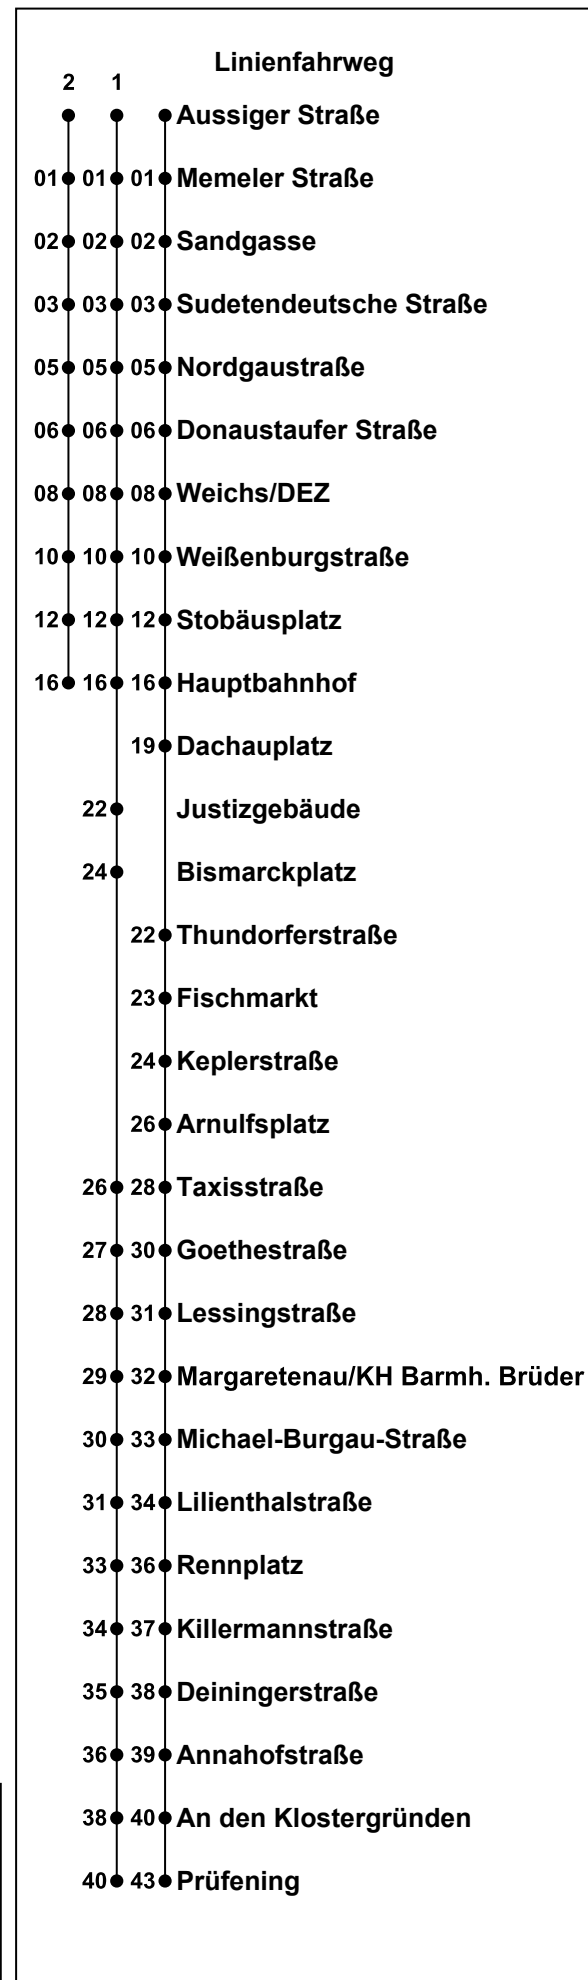 Linienfahrweg
2 1
Aussiger Straße
01 01 01 Memeler Straße
02 02 02 Sandgasse
03 03 03 Sudetendeutsche Straße
05 05 05 Nordgaustraße
06 06 06 Donaustaufer Straße
08 08 08 Weichs/DEZ
10 10 10 Weißenburgstraße
12 12 12 Stobäusplatz
16 16 16 Hauptbahnhof
19 Dachauplatz
22 Justizgebäude
24 Bismarckplatz
22 Thundorferstraße
23 Fischmarkt
24 Keplerstraße
26 Arnulfsplatz
26 28 Taxisstraße
27 30 Goethestraße
28 31 Lessingstraße
29 32 Margaretenau/KH Barmh. Brüder
30 33 Michael-Burgau-Straße
31 34 Lilienthalstraße
33 36 Rennplatz
34 37 Killermannstraße
35 38 Deiningerstraße
36 39 Annahofstraße
38 40 An den Klostergründen
40 43 Prüfening